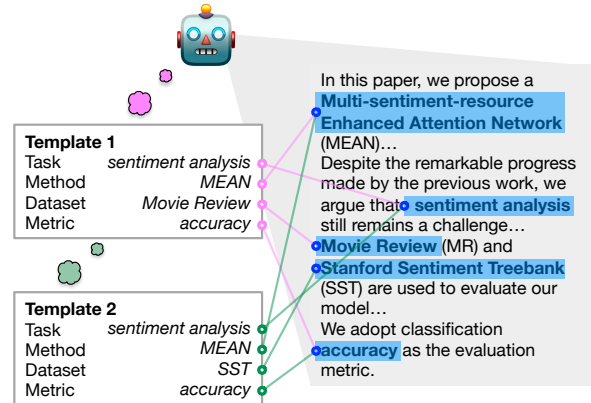 Template 1
Task sentiment analysis
Method MEAN
Dataset Movie Review
Metric accuracy
Template 2
Task sentiment analysis
Method MEAN
Dataset SST
Metric accuracy
In this paper, we propose a
Multi-sentiment-resource
Enhanced Attention Network
(MEAN)…
Despite the remarkable progress
made by the previous work, we
argue that sentiment analysis
still remains a challenge…
Movie Review (MR) and
Stanford Sentiment Treebank
(SST) are used to evaluate our
model…
We adopt classification
accuracy as the evaluation
metric.